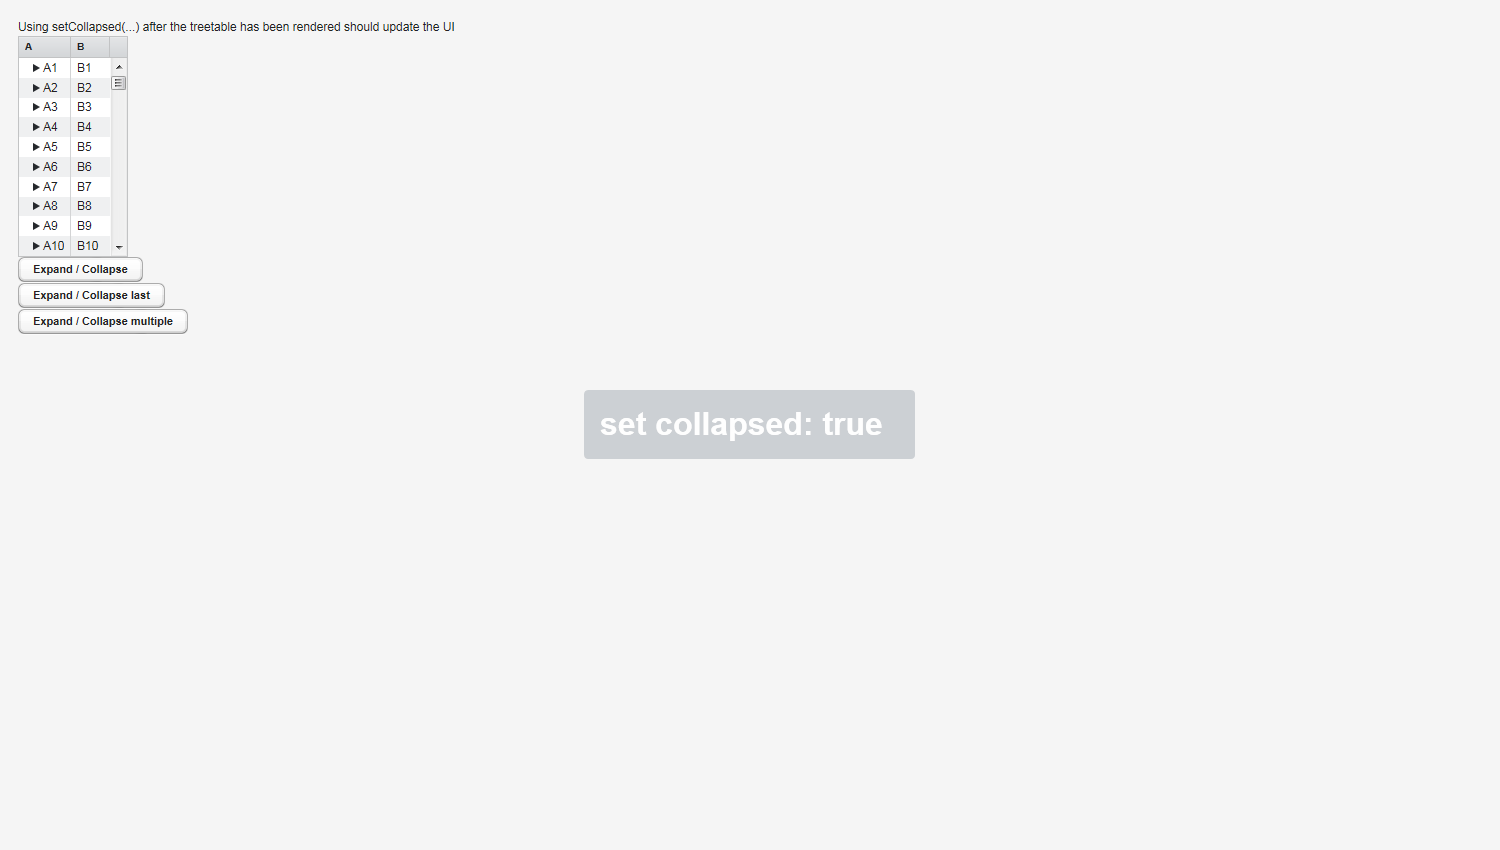 Using setCollapsed(...) after the treetable has been rendered should update the UI
A B
A1 B1
A2 B2
A3 B3
A4 B4
A5 B5
A6 B6
A7 B7
A8 B8
A9 B9
A10 B10
Expand / Collapse
Expand / Collapse last
Expand / Collapse multiple
set collapsed: true